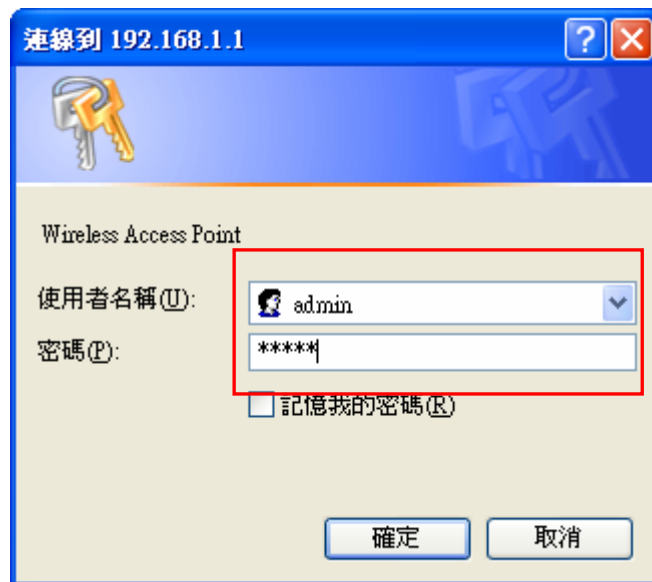 連線到 192.168.1.1
Wireless Access Point
使用者名稱(U):
admin
密碼(P):
*****
記憶我的密碼(R)
確定
取消